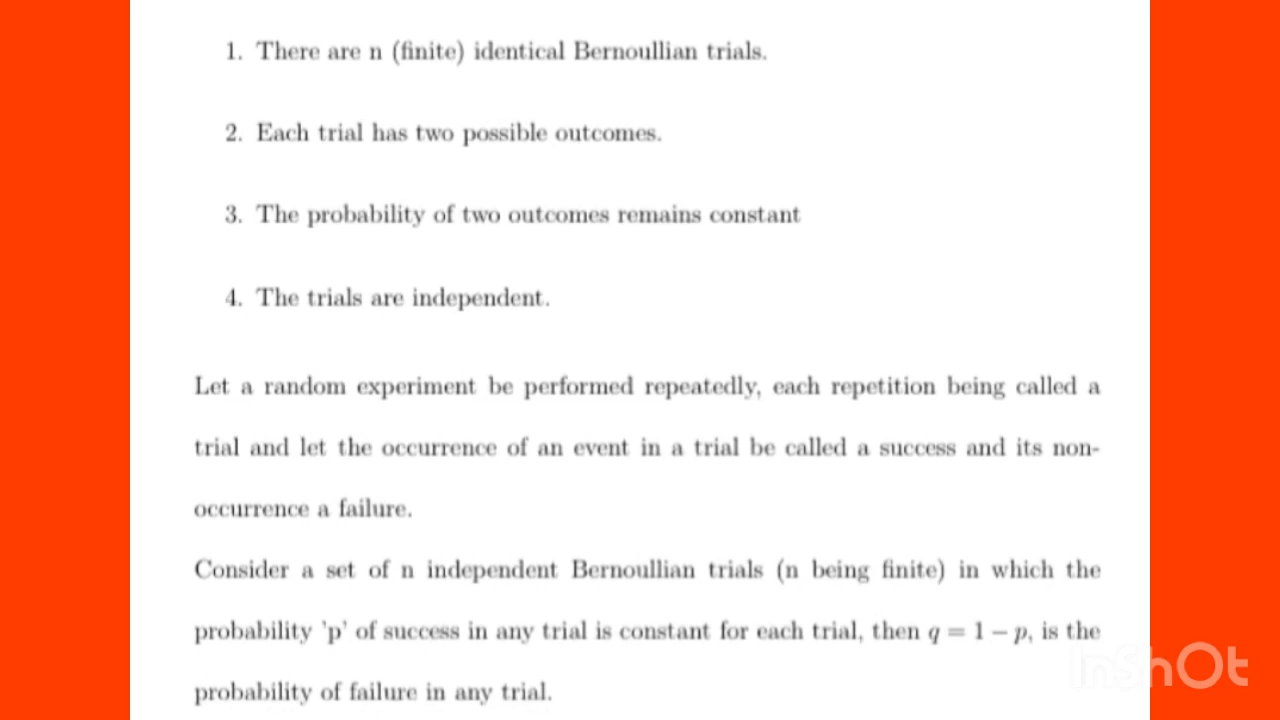 1. There are n (finite) identical Bernoullian trials.
2. Each trial has two possible outcomes.
3. The probability of two outcomes remains constant
4. The trials are independent.
Let a random experiment be performed repeatedly, each repetition being called a
trial and let the occurrence of an event in a trial be called a success and its non-
occurrence a failure.
Consider a set of n independent Bernoullian trials (n being finite) in which the
probability 'p' of success in any trial is constant for each trial, then q = 1 − p, is the
probability of failure in any trial.
InShOt